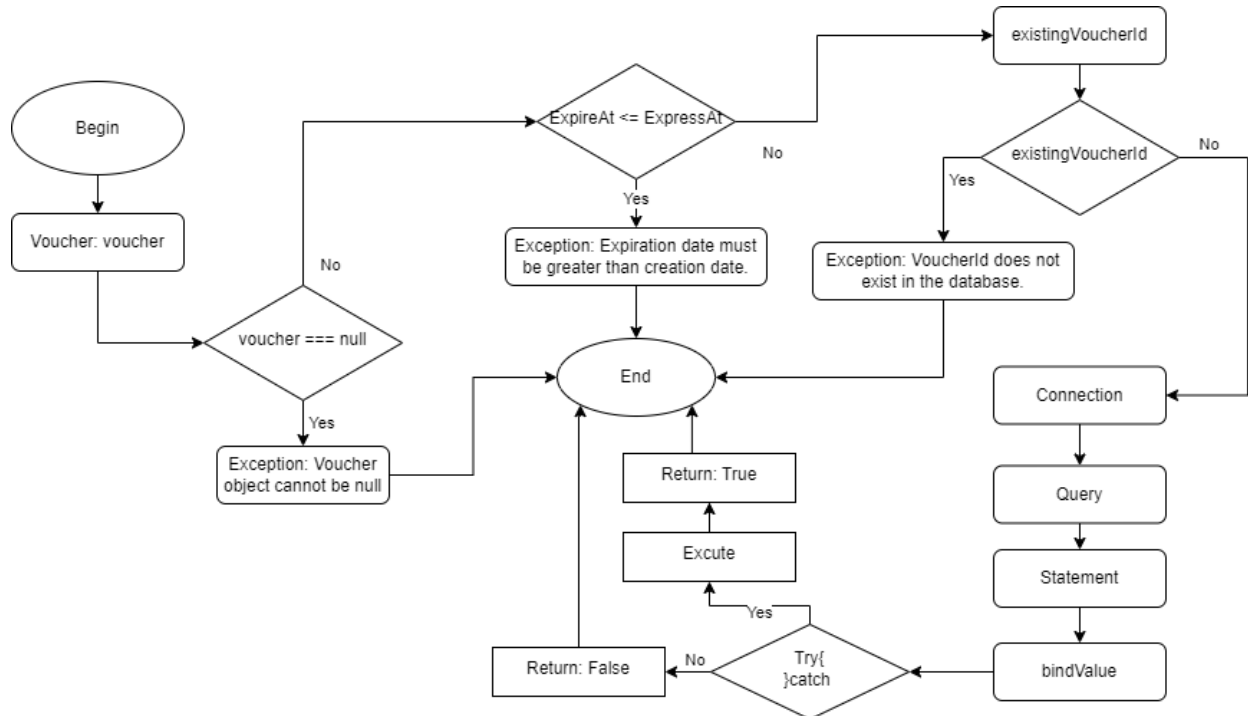 existingVoucherId
Begin
ExpireAt <= ExpressAt
No
existingVoucherId
No
Yes
Yes
Voucher: voucher
Exception: Expiration date must
be greater than creation date.
Exception: VoucherId does not
exist in the database.
No
voucher === null
End
Connection
Yes
Exception: Voucher
object cannot be null
Return: True
Query
Excute
Statement
Yes
Return: False
No
Try{
}catch
bindValue